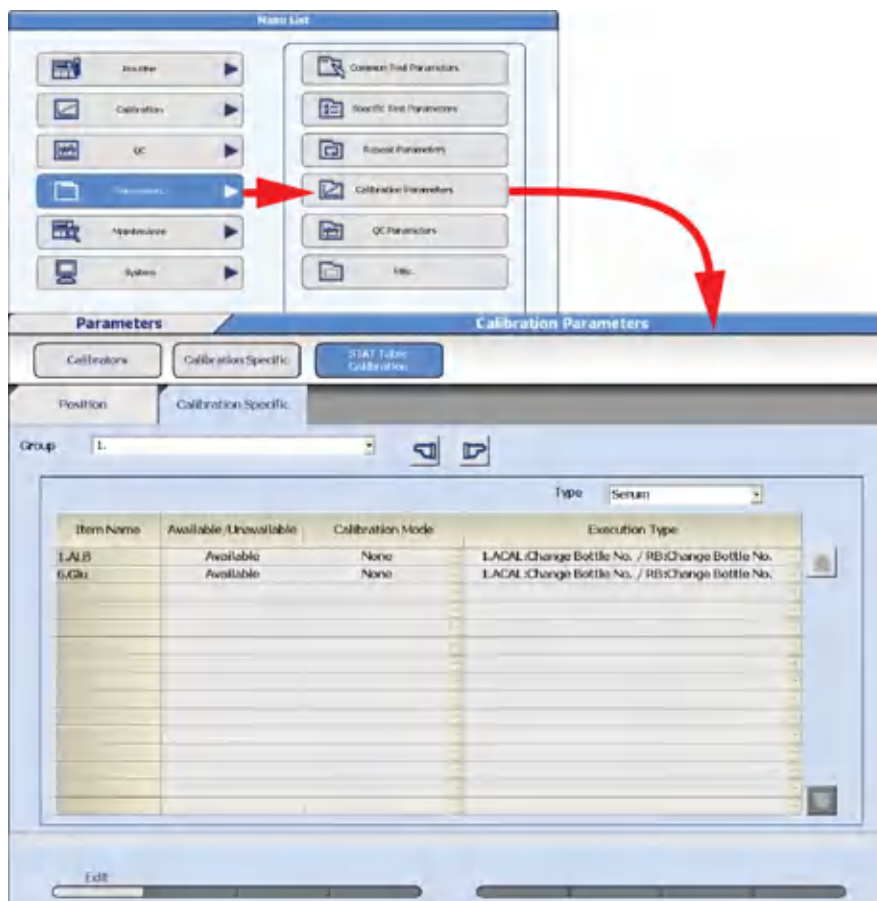 Menu List
Routine
Common Test Parameters
Calibration
Specific Test Parameters
QC
Repeat Parameters
Parameters
Calibration Parameters
Maintenance
QC Parameters
System
Misc.
Parameters
Calibration Parameters
Calibrators
Calibration Specific
STAT Table
Calibration
Position
Calibration Specific
Group 1.
Type Serum
Item Name Available/Unavailable Calibration Mode Execution Type
1.ALB Available None 1.ACAL:Change Bottle No. / RB:Change Bottle No.
6.Glu Available None 1.ACAL:Change Bottle No. / RB:Change Bottle No.
Edit